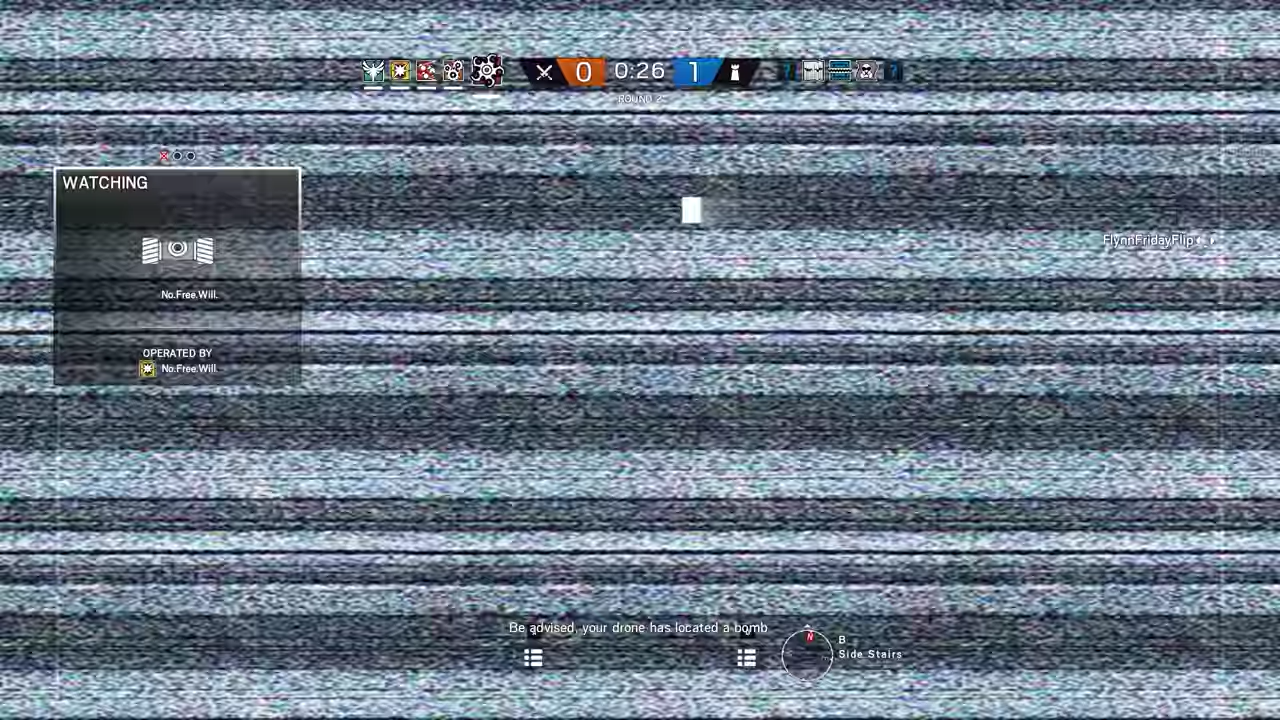 0 0:26 1
ROUND 2
WATCHING
FlynnFridayFlip
No.Free.Will.
OPERATED BY
No.Free.Will.
Be advised, your drone has located a bomb
N
B
Side Stairs